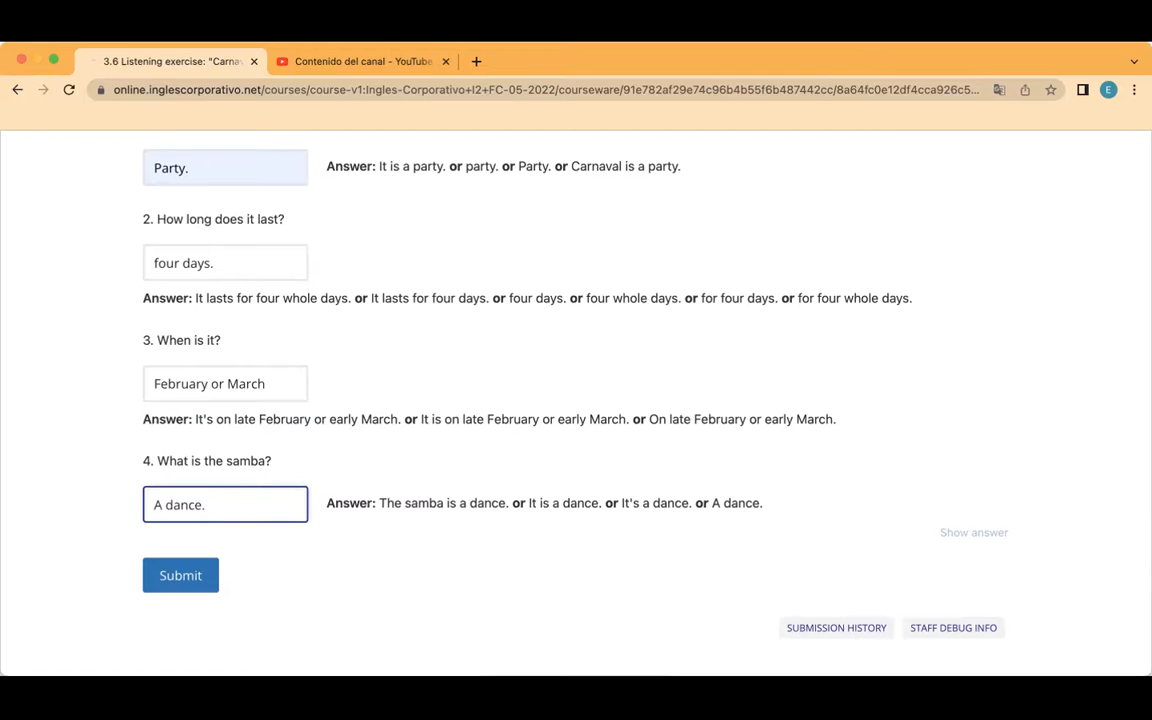 3.6 Listening exercise: "Carnav
Contenido del canal - YouTube
online.inglescorporativo.net/courses/course-v1:Ingles-Corporativo+I2+FC-05-2022/courseware/91e782af29e74c96b4b55f6b487442cc/8a64fc0e12df4cca926c5...
E
Party.
Answer: It is a party. or party. or Party. or Carnaval is a party.
2. How long does it last?
four days.
Answer: It lasts for four whole days. or It lasts for four days. or four days. or four whole days. or for four days. or for four whole days.
3. When is it?
February or March
Answer: It's on late February or early March. or It is on late February or early March. or On late February or early March.
4. What is the samba?
A dance.
Answer: The samba is a dance. or It is a dance. or It's a dance. or A dance.
Show answer
Submit
SUBMISSION HISTORY
STAFF DEBUG INFO